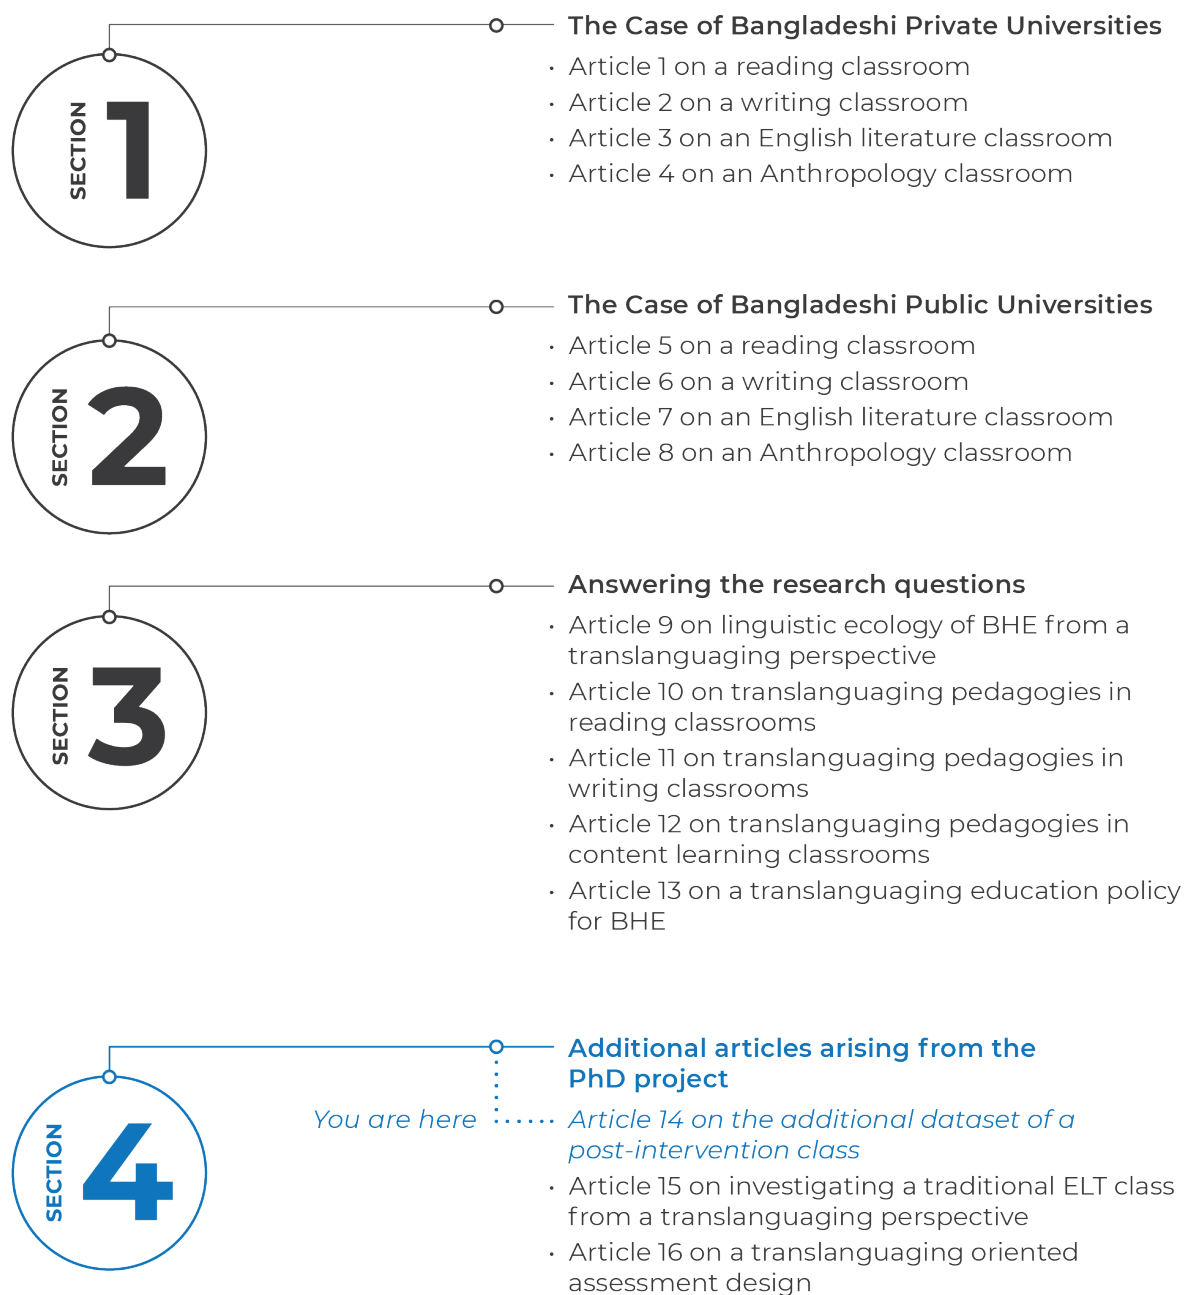 SECTION 1
The Case of Bangladeshi Private Universities
· Article 1 on a reading classroom
· Article 2 on a writing classroom
· Article 3 on an English literature classroom
· Article 4 on an Anthropology classroom
SECTION 2
The Case of Bangladeshi Public Universities
· Article 5 on a reading classroom
· Article 6 on a writing classroom
· Article 7 on an English literature classroom
· Article 8 on an Anthropology classroom
SECTION 3
Answering the research questions
· Article 9 on linguistic ecology of BHE from a
translanguaging perspective
· Article 10 on translanguaging pedagogies in
reading classrooms
· Article 11 on translanguaging pedagogies in
writing classrooms
· Article 12 on translanguaging pedagogies in
content learning classrooms
· Article 13 on a translanguaging education policy
for BHE
SECTION 4
Additional articles arising from the
PhD project
You are here
Article 14 on the additional dataset of a
post-intervention class
· Article 15 on investigating a traditional ELT class
from a translanguaging perspective
· Article 16 on a translanguaging oriented
assessment design